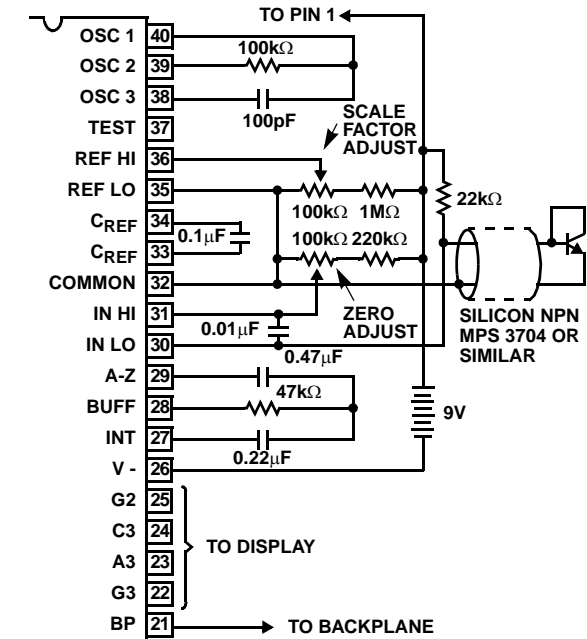 TO PIN 1
OSC 1 40
100kΩ
OSC 2 39
OSC 3 38
100pF
TEST 37
SCALE
FACTOR
ADJUST
REF HI 36
REF LO 35
100kΩ 1MΩ
22kΩ
CREF 34
0.1µF
100kΩ 220kΩ
CREF 33
COMMON 32
IN HI 31
ZERO
ADJUST
SILICON NPN
MPS 3704 OR
SIMILAR
0.01µF
IN LO 30
0.47µF
A-Z 29
47kΩ
BUFF 28
9V
INT 27
0.22µF
V - 26
G2 25
C3 24
TO DISPLAY
A3 23
G3 22
BP 21
TO BACKPLANE